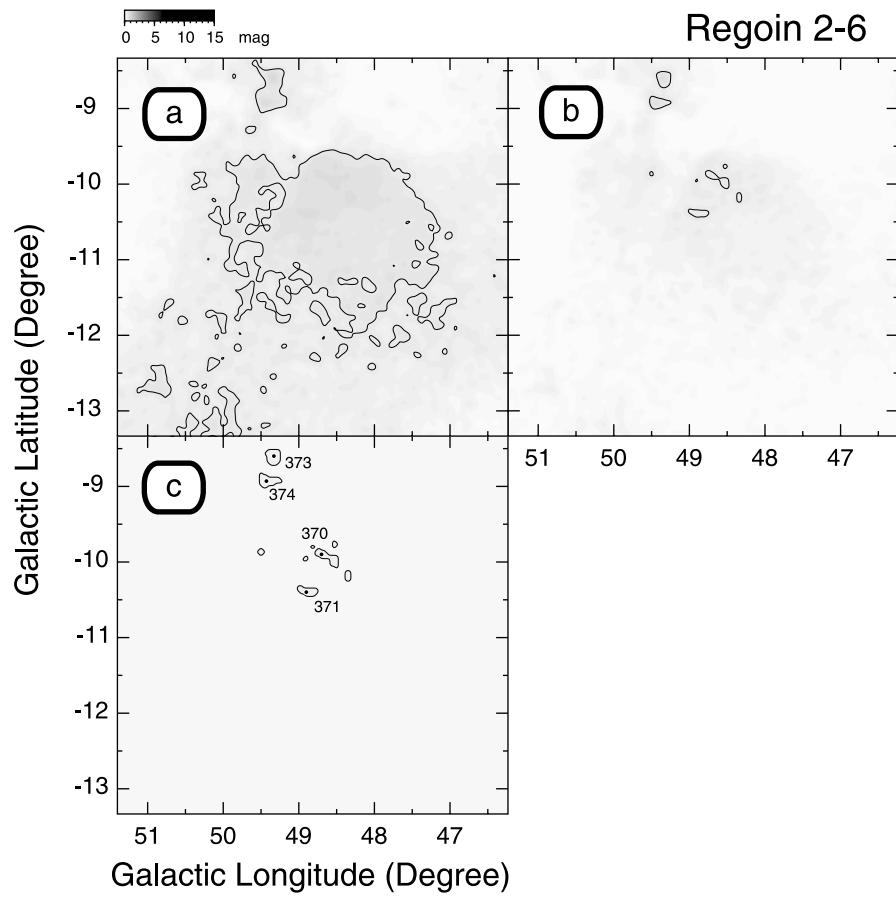 0 5 10 15 mag
Regoin 2-6
a
b
-9
-10
-11
-12
-13
51 50 49 48 47
c
373
374
370
371
-9
-10
-11
-12
-13
51 50 49 48 47
Galactic Latitude (Degree)
Galactic Longitude (Degree)